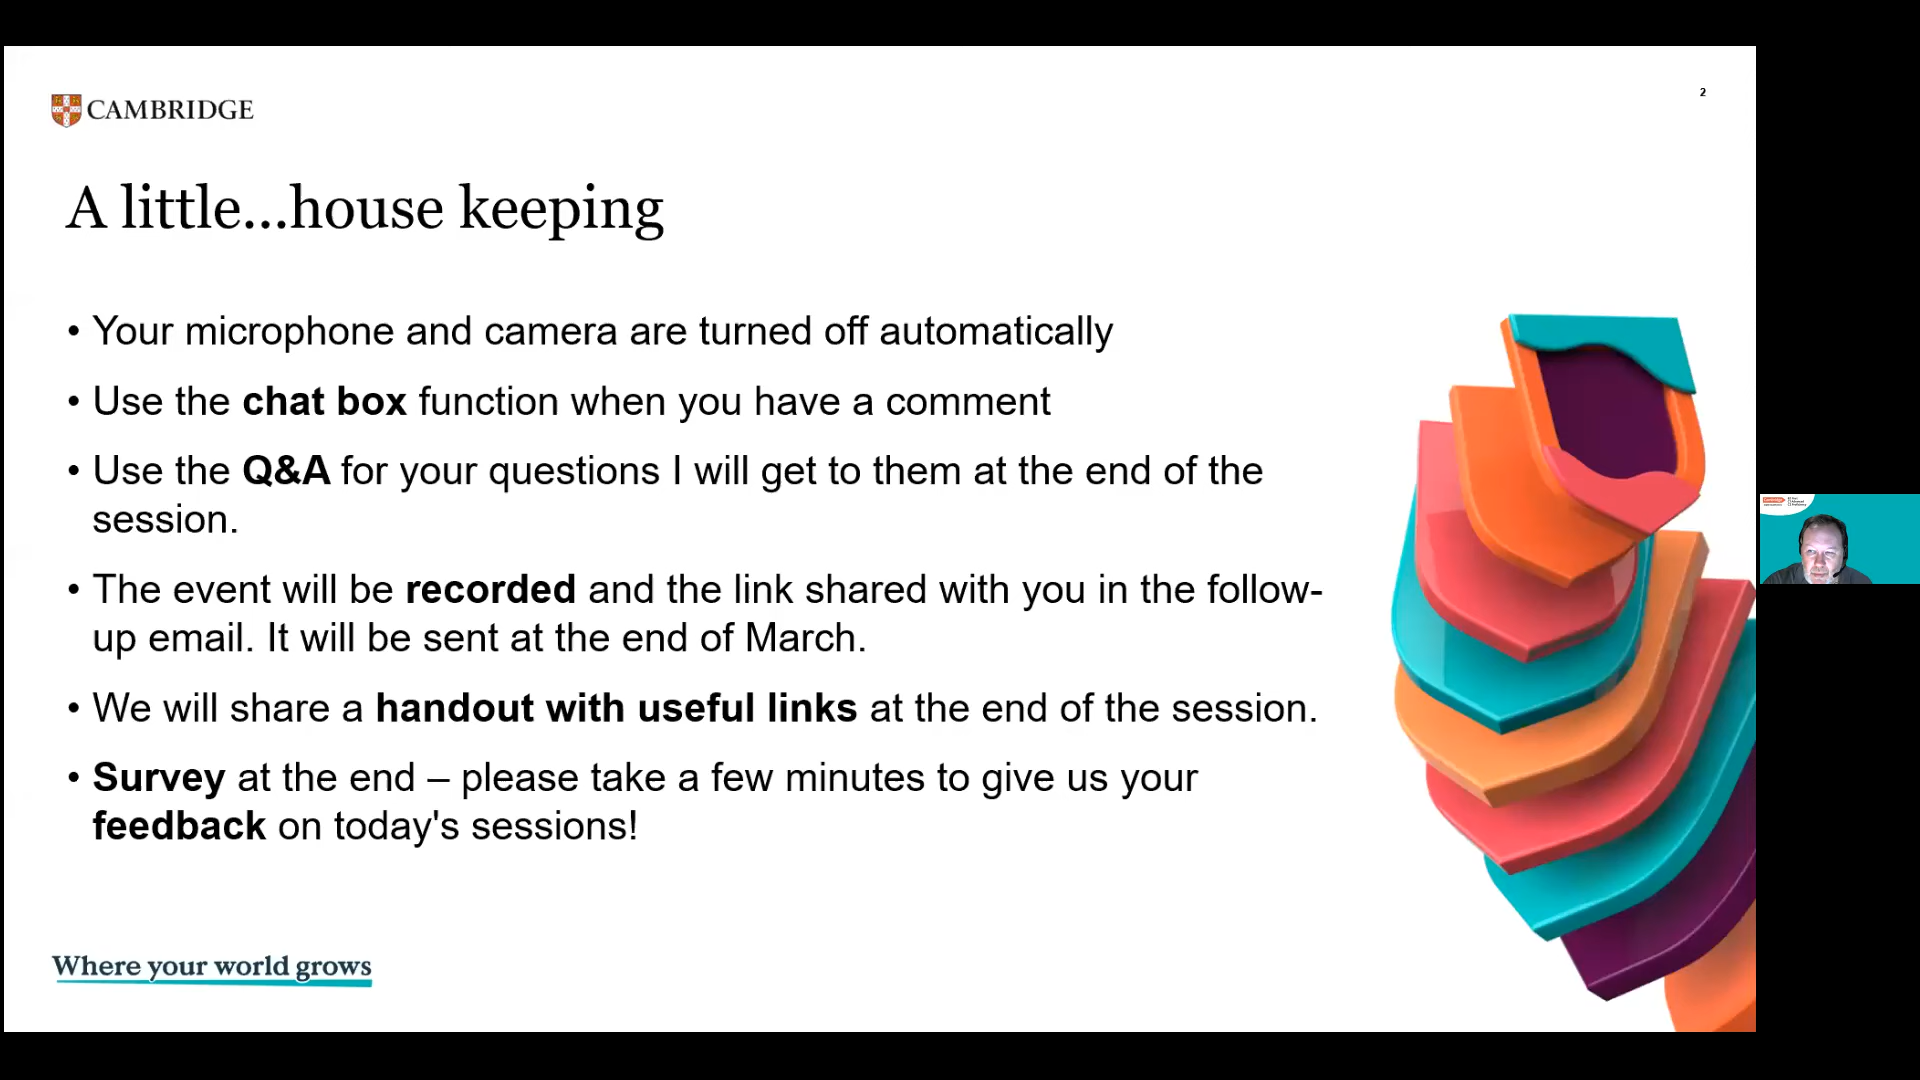 CAMBRIDGE
2
A little...house keeping
• Your microphone and camera are turned off automatically
• Use the chat box function when you have a comment
• Use the Q&A for your questions I will get to them at the end of the
session.
• The event will be recorded and the link shared with you in the follow-
up email. It will be sent at the end of March.
• We will share a handout with useful links at the end of the session.
• Survey at the end – please take a few minutes to give us your
feedback on today's sessions!
Where your world grows